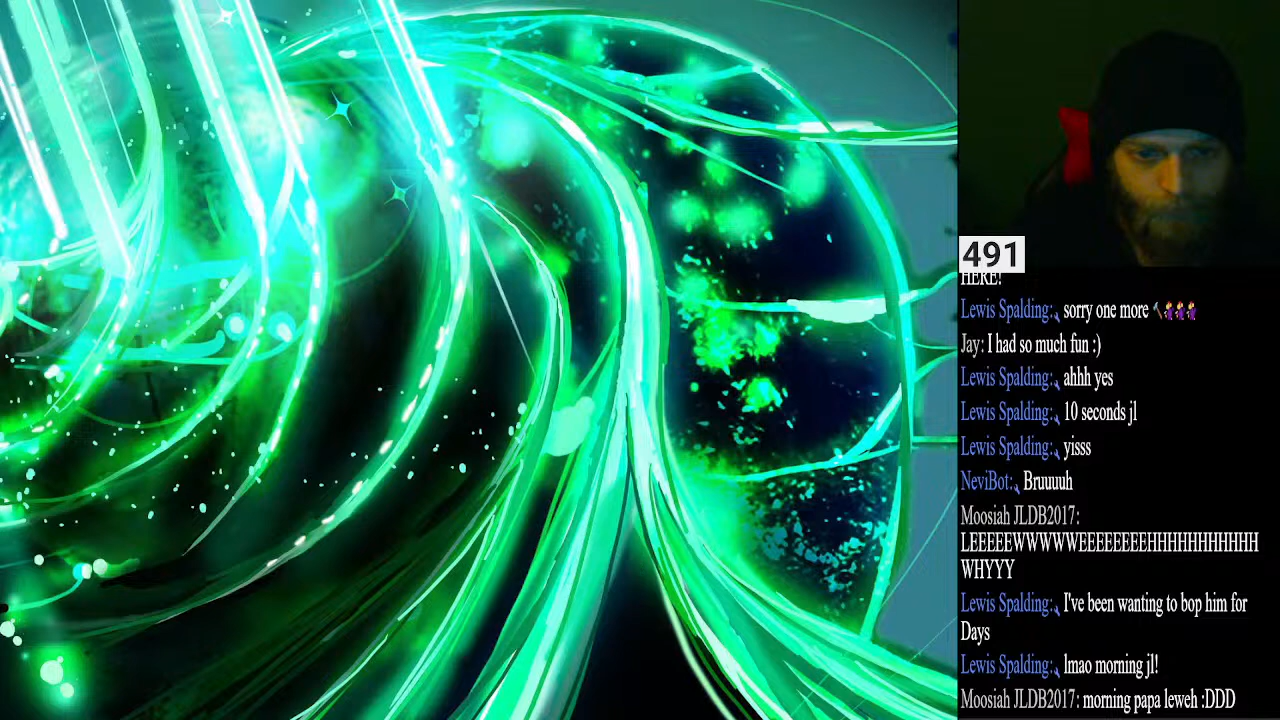 491
HERE!
Lewis Spalding: sorry one more
Jay: I had so much fun :)
Lewis Spalding: ahhh yes
Lewis Spalding: 10 seconds jl
Lewis Spalding: yisss
NeviBot: Bruuuuh
Moosiah JLDB2017:
LEEEEEWWWWWEEEEEEEEHHHHHHHHHHH
WHYYY
Lewis Spalding: I've been wanting to bop him for
Days
Lewis Spalding: lmao morning jl!
Moosiah JLDB2017: morning papa leweh :DDD